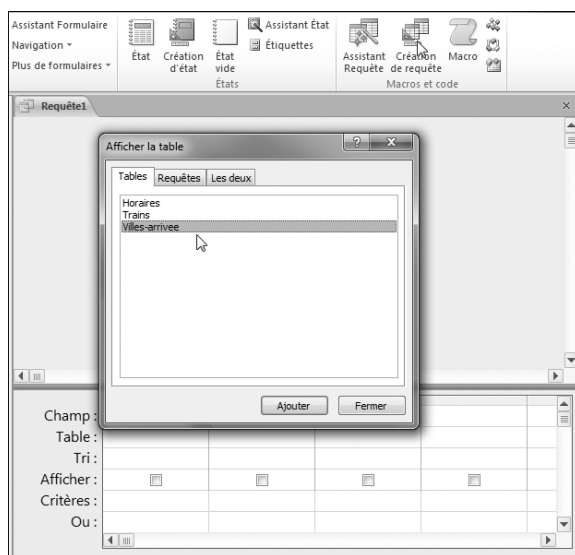 Assistant Formulaire
Navigation
Plus de formulaires
État
Création d'état
État vide
Assistant État
Étiquettes
États
Assistant Requête
Création de requête
Macro
Macros et code
Requête1
Afficher la table
Tables Requêtes Les deux
Horaires
Trains
Villes-arrivee
Ajouter Fermer
Champ :
Table :
Tri :
Afficher :
Critères :
Ou :